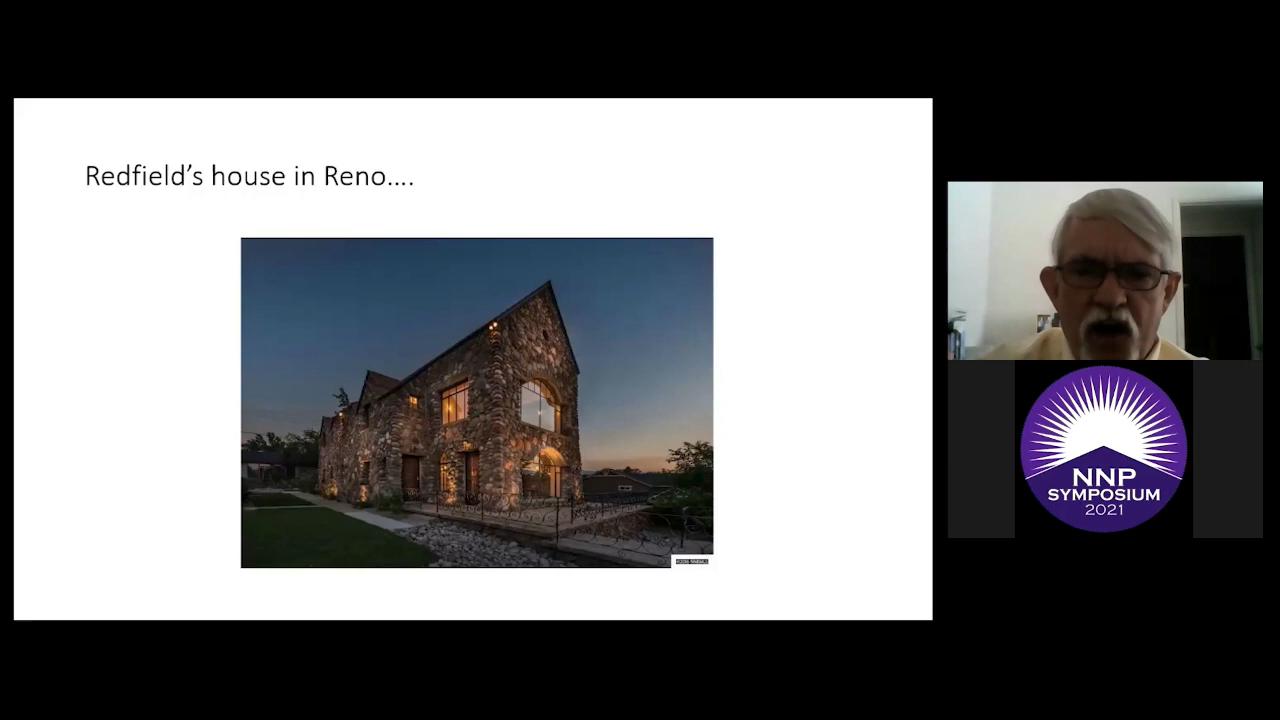 Redfield’s house in Reno….
NNP
SYMPOSIUM
2021